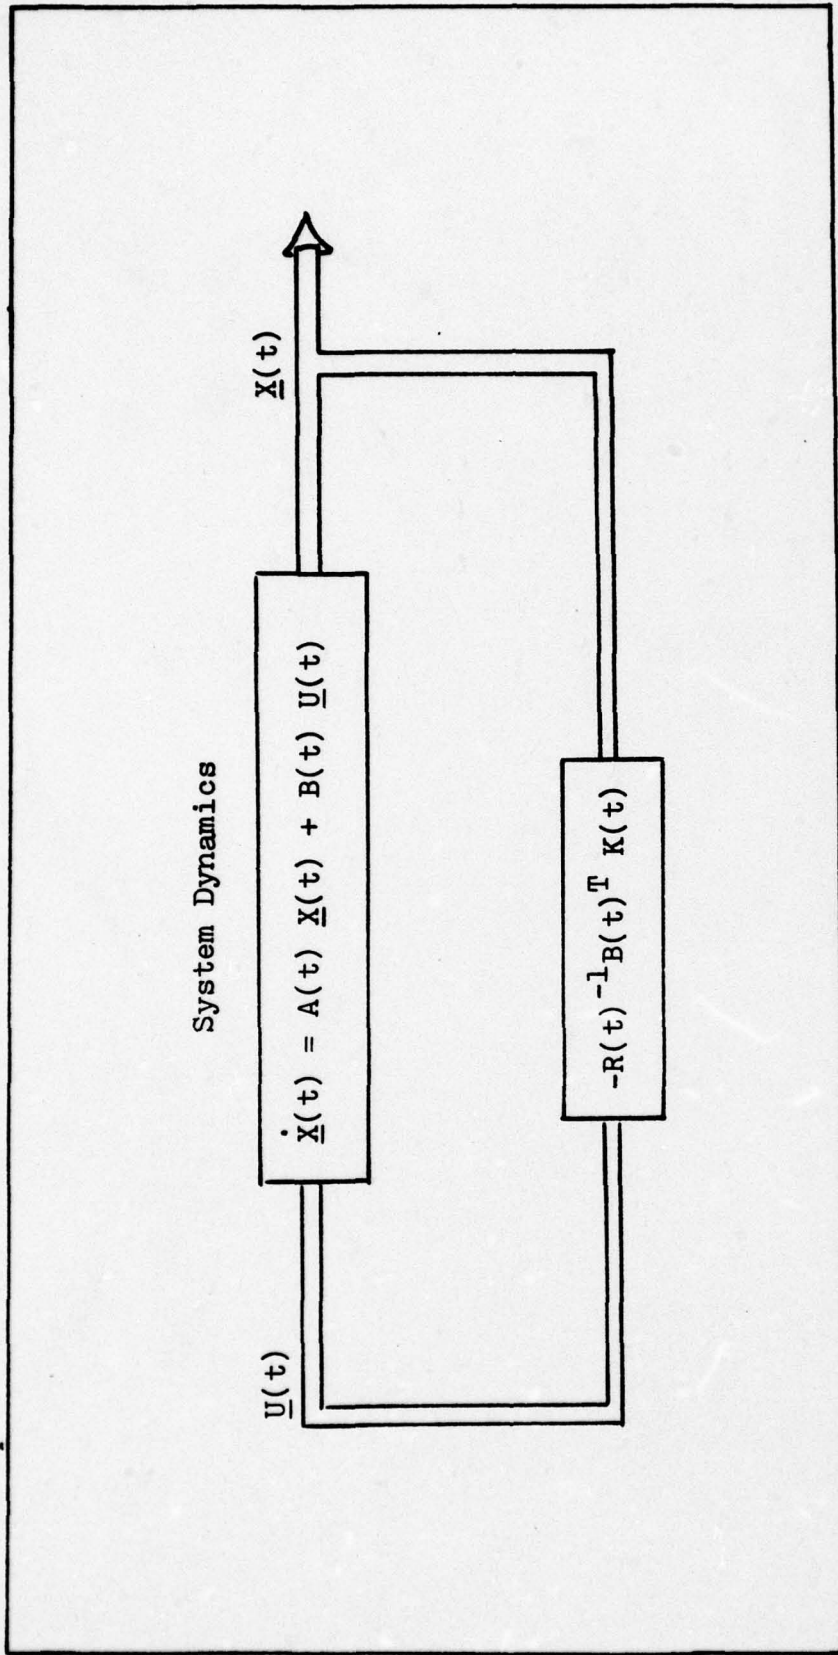 System Dynamics
U(t)
Ẋ(t) = A(t) X(t) + B(t) U(t)
X(t)
-R(t)⁻¹B(t)ᵀ K(t)